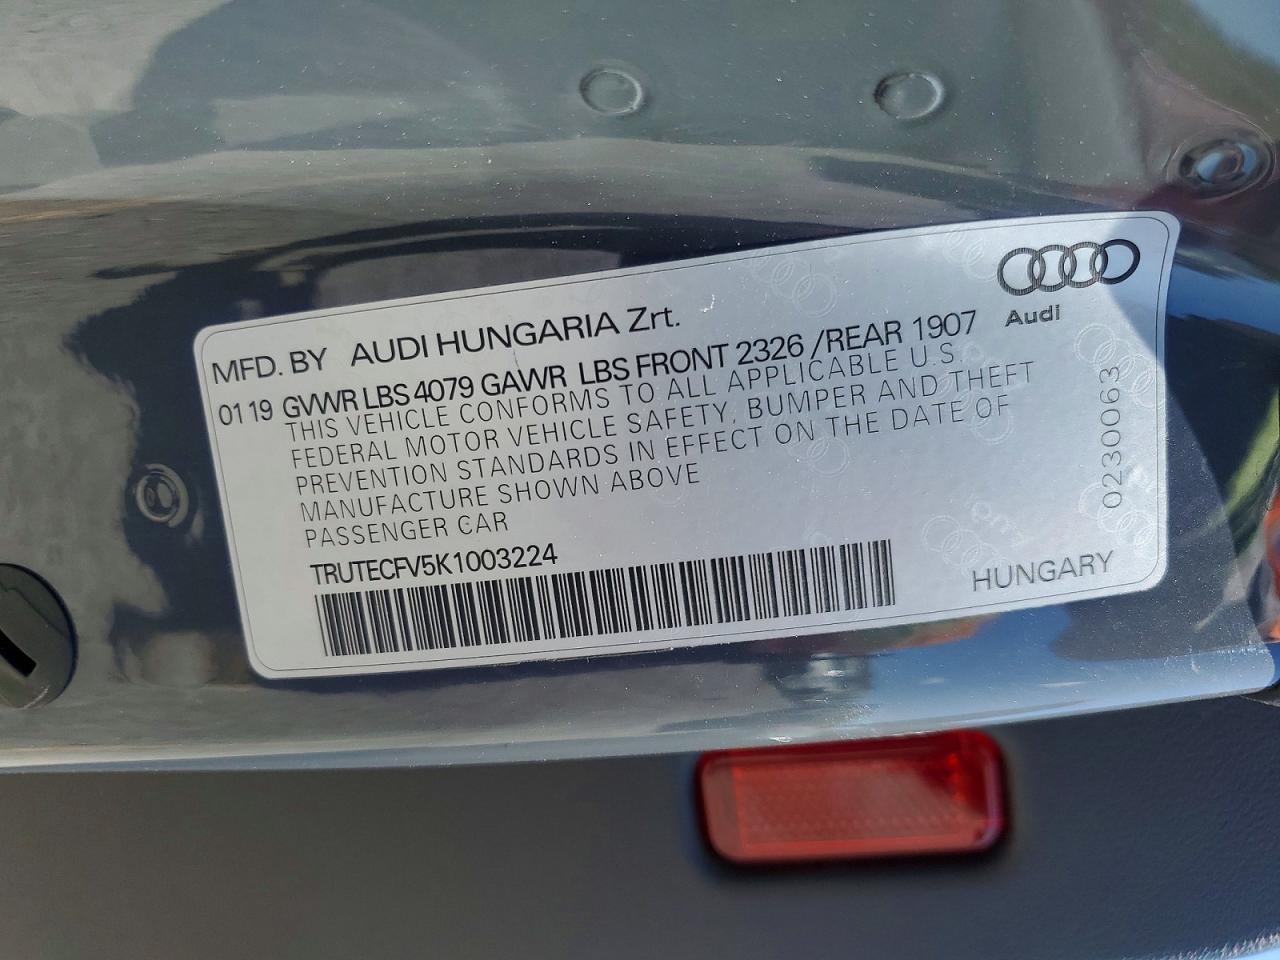 Audi
MFD. BY AUDI HUNGARIA Zrt.
01 19 GVWR LBS 4079 GAWR LBS FRONT 2326 /REAR 1907
THIS VEHICLE CONFORMS TO ALL APPLICABLE U.S.
FEDERAL MOTOR VEHICLE SAFETY, BUMPER AND THEFT
PREVENTION STANDARDS IN EFFECT ON THE DATE OF
MANUFACTURE SHOWN ABOVE
PASSENGER CAR
TRUTECFV5K1003224
HUNGARY
0230063